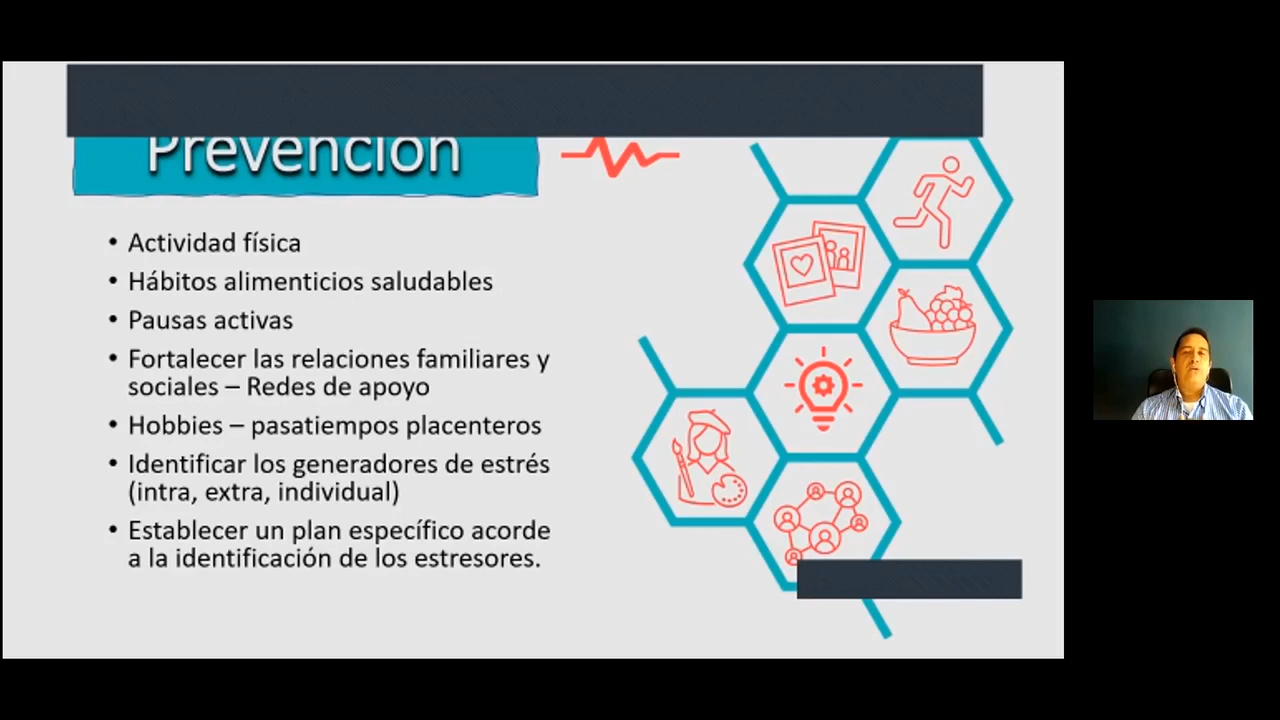 Prevención
• Actividad física
• Hábitos alimenticios saludables
• Pausas activas
• Fortalecer las relaciones familiares y
sociales – Redes de apoyo
• Hobbies – pasatiempos placenteros
• Identificar los generadores de estrés
(intra, extra, individual)
• Establecer un plan específico acorde
a la identificación de los estresores.